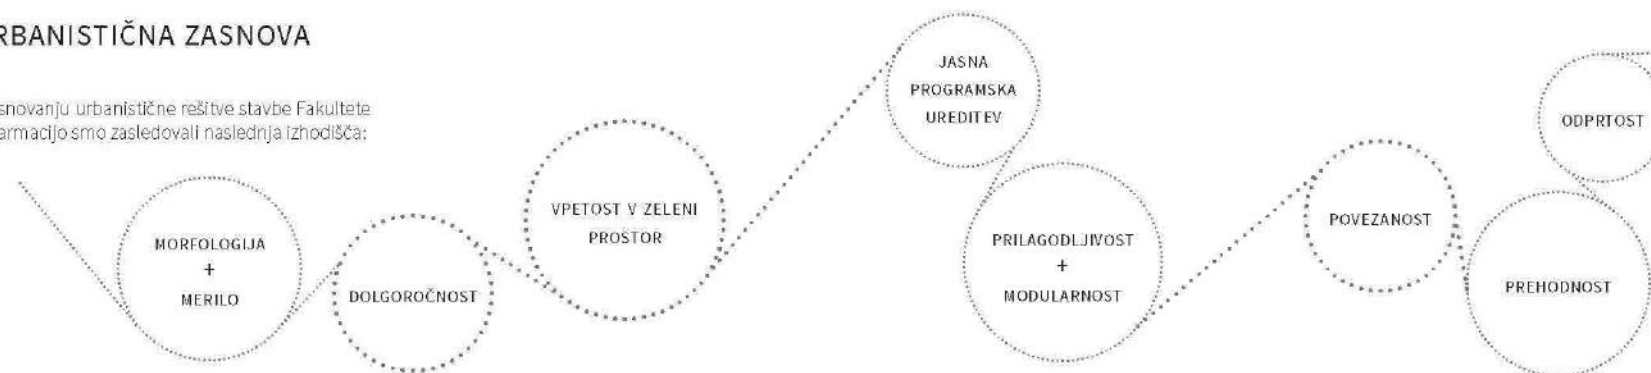 RBANISTIČNA ZASNOVA
snovanju urbanistične rešitve stavbe Fakultete
armacijo smo zasledovali naslednja izhodišča:
MORFOLOGIJA
+
MERILO
DOLGOROČNOST
VPETOST V ZELENI
PROSTOR
JASNA
PROGRAMSKA
UREDITEV
PRILAGODLJIVOST
+
MODULARNOST
POVEZANOST
PREHODNOST
ODPRTOST